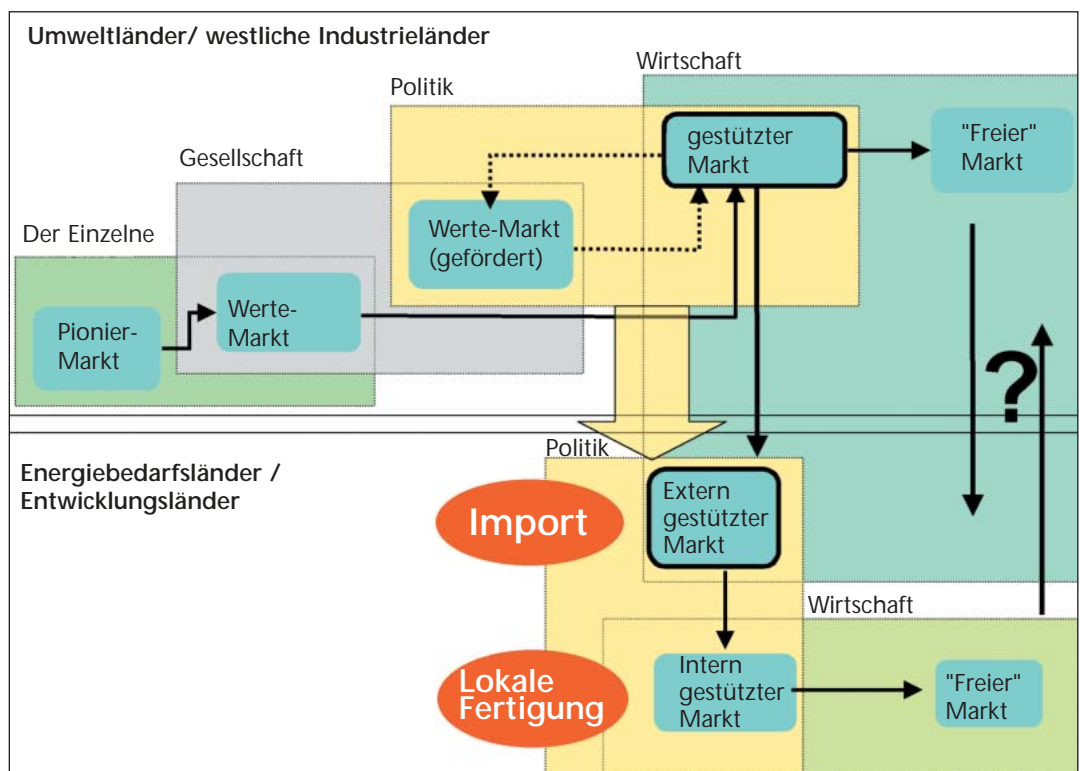 Umweltländer/ westliche Industrieländer
Wirtschaft
Politik
gestützter
Markt
"Freier"
Markt
Gesellschaft
Werte-Markt
(gefördert)
Der Einzelne
Werte-
Markt
Pionier-
Markt
?
Energiebedarfsländer /
Entwicklungsländer
Politik
Import
Extern
gestützter
Markt
Wirtschaft
Lokale
Fertigung
Intern
gestützter
Markt
"Freier"
Markt